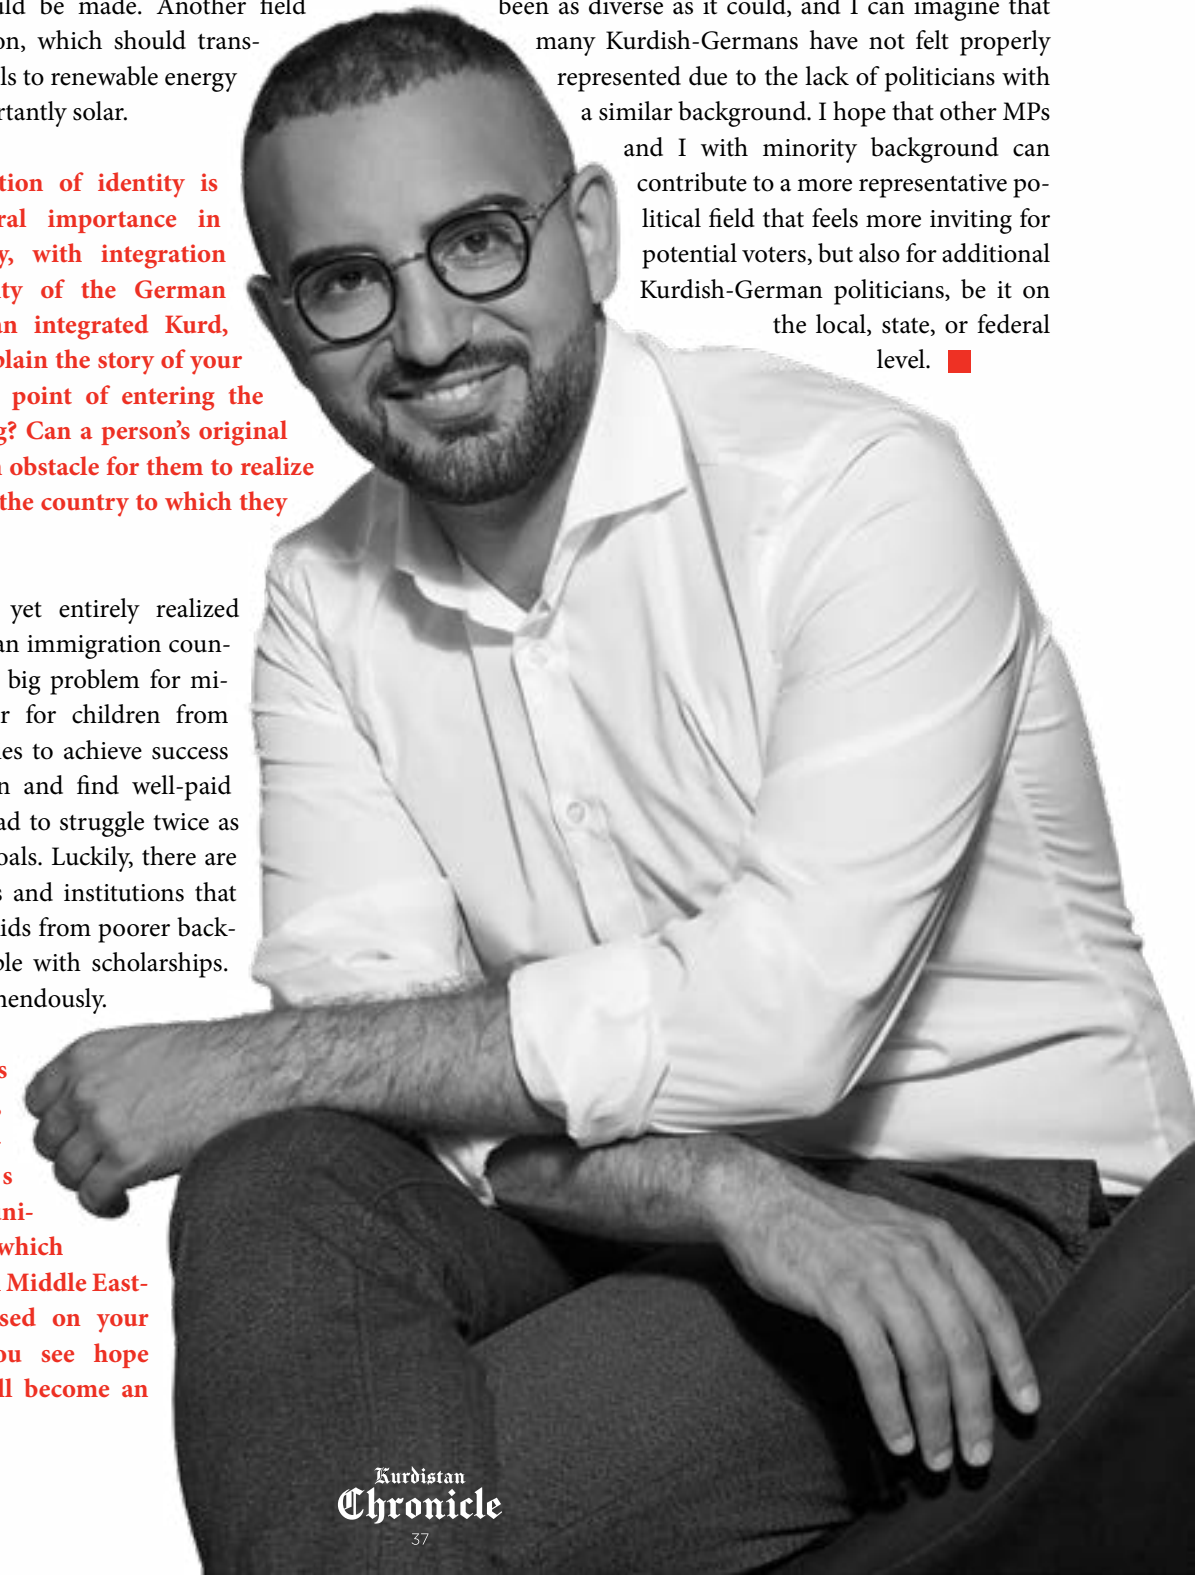 uld be made. Another field
on, which should trans-
ls to renewable energy
rtantly solar.
tion of identity is
ral importance in
y, with integration
ity of the German
an integrated Kurd,
plain the story of your
point of entering the
g? Can a person's original
n obstacle for them to realize
the country to which they
yet entirely realized
an immigration coun-
big problem for mi-
r for children from
ies to achieve success
n and find well-paid
ad to struggle twice as
oals. Luckily, there are
s and institutions that
ids from poorer back-
ple with scholarships.
nendously.
s
s
ni-
which
Middle East-
sed on your
ou see hope
ll become an
been as diverse as it could, and I can imagine that
many Kurdish-Germans have not felt properly
represented due to the lack of politicians with
a similar background. I hope that other MPs
and I with minority background can
contribute to a more representative po-
litical field that feels more inviting for
potential voters, but also for additional
Kurdish-German politicians, be it on
the local, state, or federal
level.
Kurdistan
Chronicle
37